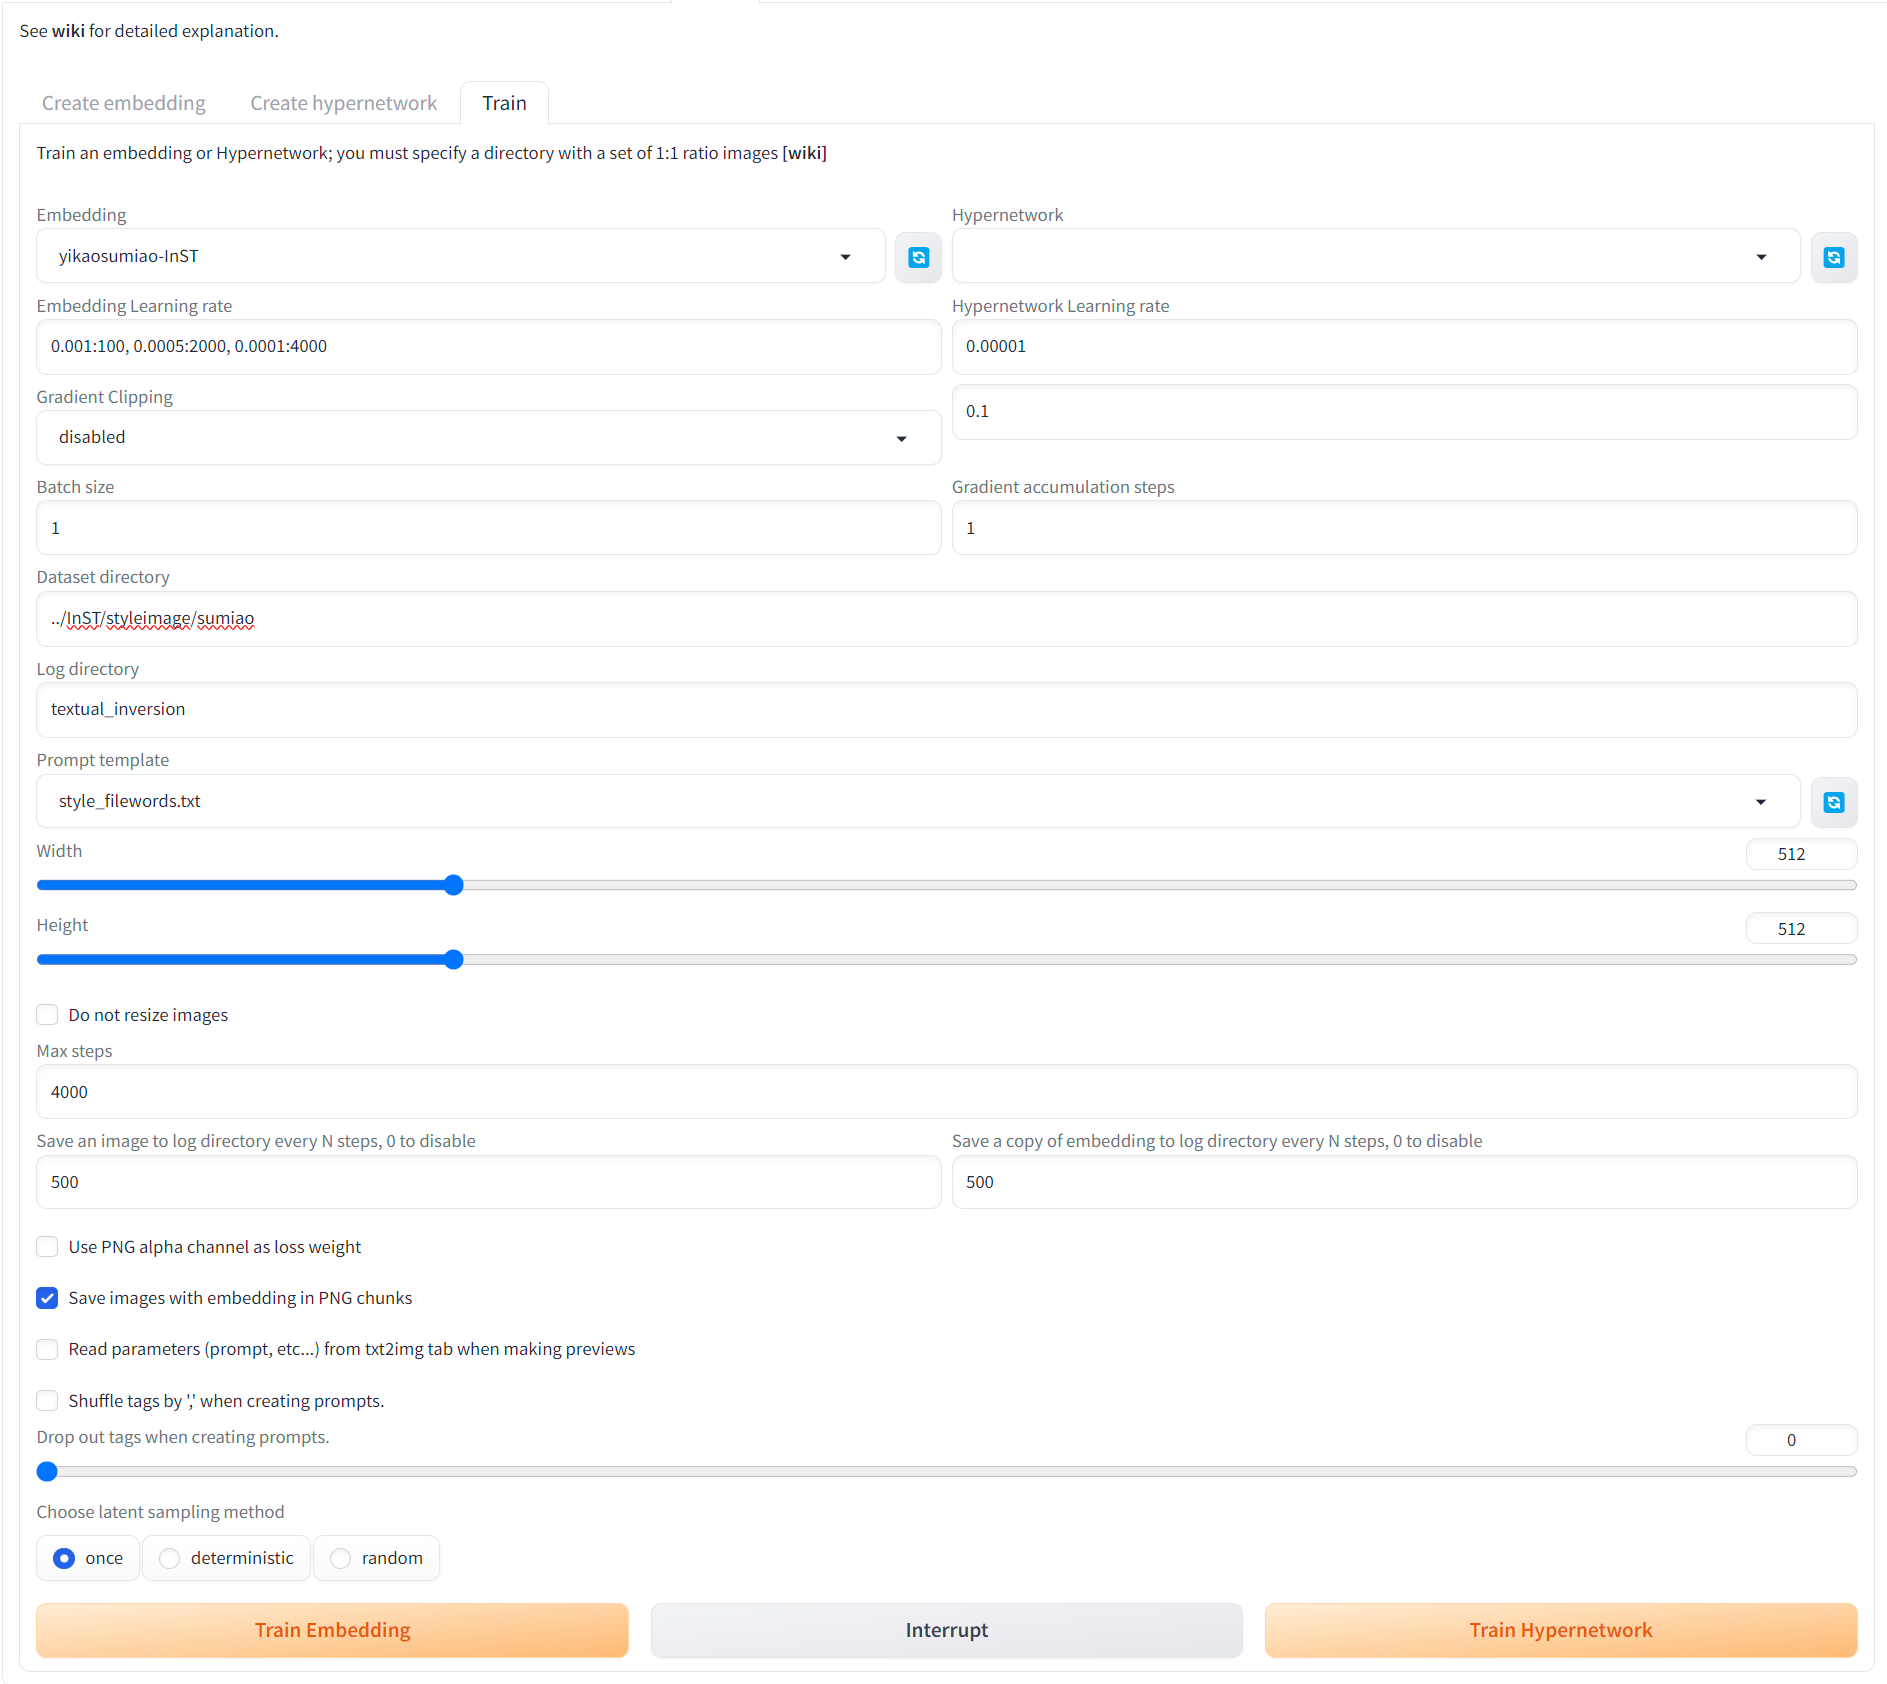 See wiki for detailed explanation.
Create embedding Create hypernetwork Train
Train an embedding or Hypernetwork; you must specify a directory with a set of 1:1 ratio images [wiki]
Embedding Hypernetwork
yikaosumiao-InST
Embedding Learning rate Hypernetwork Learning rate
0.001:100, 0.0005:2000, 0.0001:4000 0.00001
Gradient Clipping
disabled 0.1
Batch size Gradient accumulation steps
1 1
Dataset directory
../InST/styleimage/sumiao
Log directory
textual_inversion
Prompt template
style_filewords.txt
Width 512
Height 512
Do not resize images
Max steps
4000
Save an image to log directory every N steps, 0 to disable Save a copy of embedding to log directory every N steps, 0 to disable
500 500
Use PNG alpha channel as loss weight
Save images with embedding in PNG chunks
Read parameters (prompt, etc...) from txt2img tab when making previews
Shuffle tags by ',' when creating prompts.
Drop out tags when creating prompts. 0
Choose latent sampling method
once deterministic random
Train Embedding Interrupt Train Hypernetwork